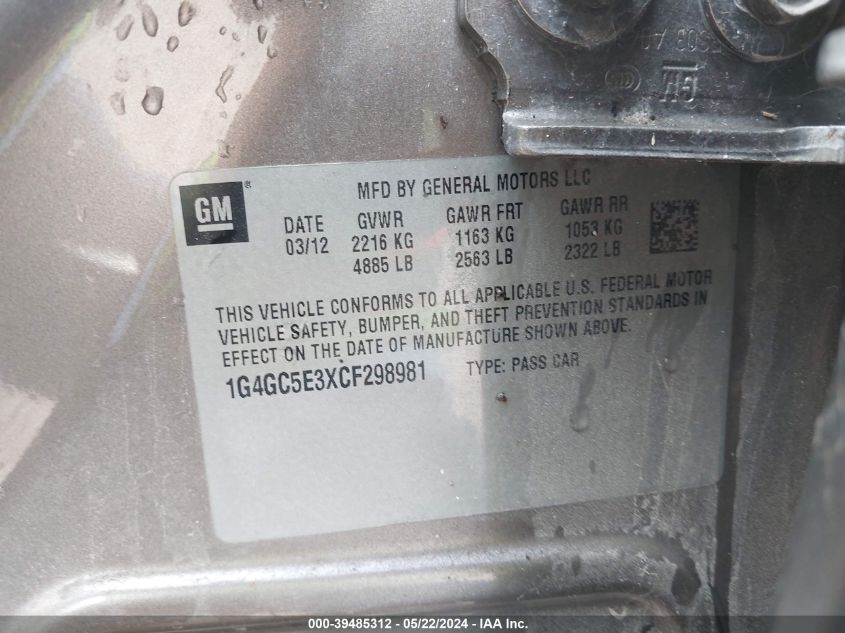 GM
MFD BY GENERAL MOTORS LLC
DATE GVWR GAWR FRT GAWR RR
03/12 2216 KG 1163 KG 1053 KG
4885 LB 2563 LB 2322 LB
THIS VEHICLE CONFORMS TO ALL APPLICABLE U.S. FEDERAL MOTOR
VEHICLE SAFETY, BUMPER, AND THEFT PREVENTION STANDARDS IN
EFFECT ON THE DATE OF MANUFACTURE SHOWN ABOVE.
1G4GC5E3XCF298981 TYPE: PASS CAR
000-39485312 - 05/22/2024 - IAA Inc.